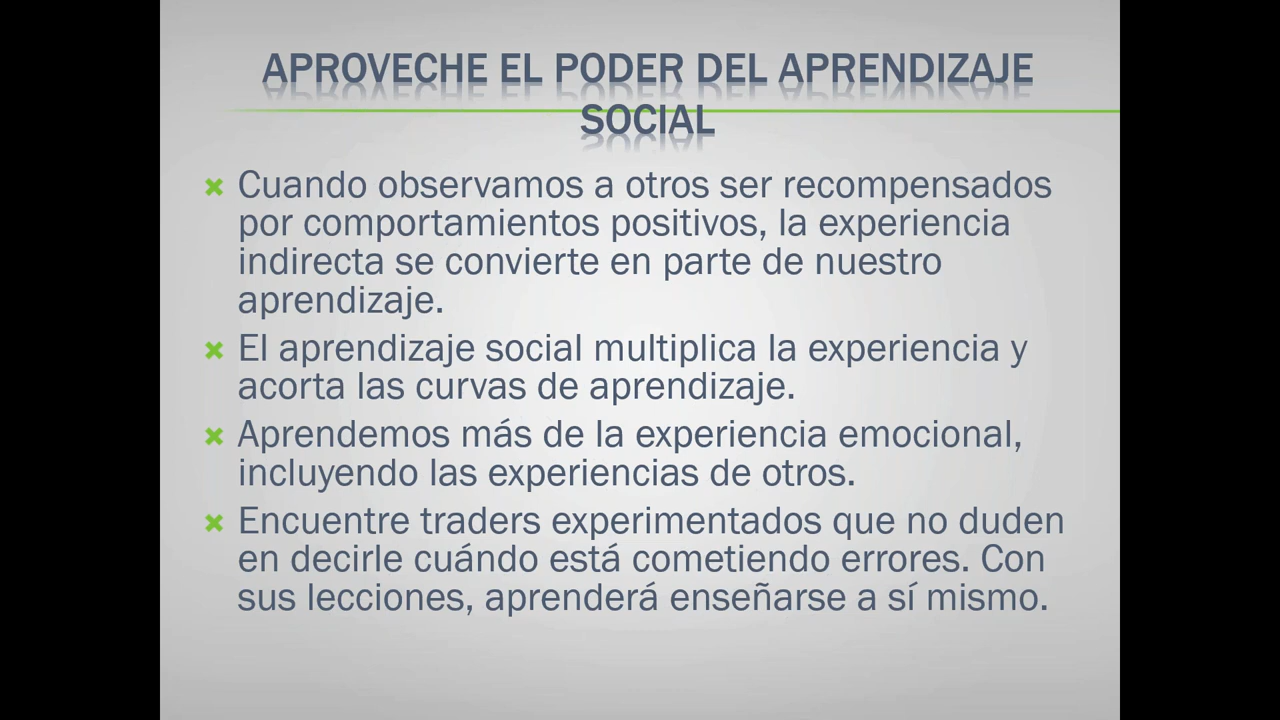 APROVECHE EL PODER DEL APRENDIZAJE
SOCIAL
Cuando observamos a otros ser recompensados
por comportamientos positivos, la experiencia
indirecta se convierte en parte de nuestro
aprendizaje.
El aprendizaje social multiplica la experiencia y
acorta las curvas de aprendizaje.
Aprendemos más de la experiencia emocional,
incluyendo las experiencias de otros.
Encuentre traders experimentados que no duden
en decirle cuándo está cometiendo errores. Con
sus lecciones, aprenderá enseñarse a sí mismo.